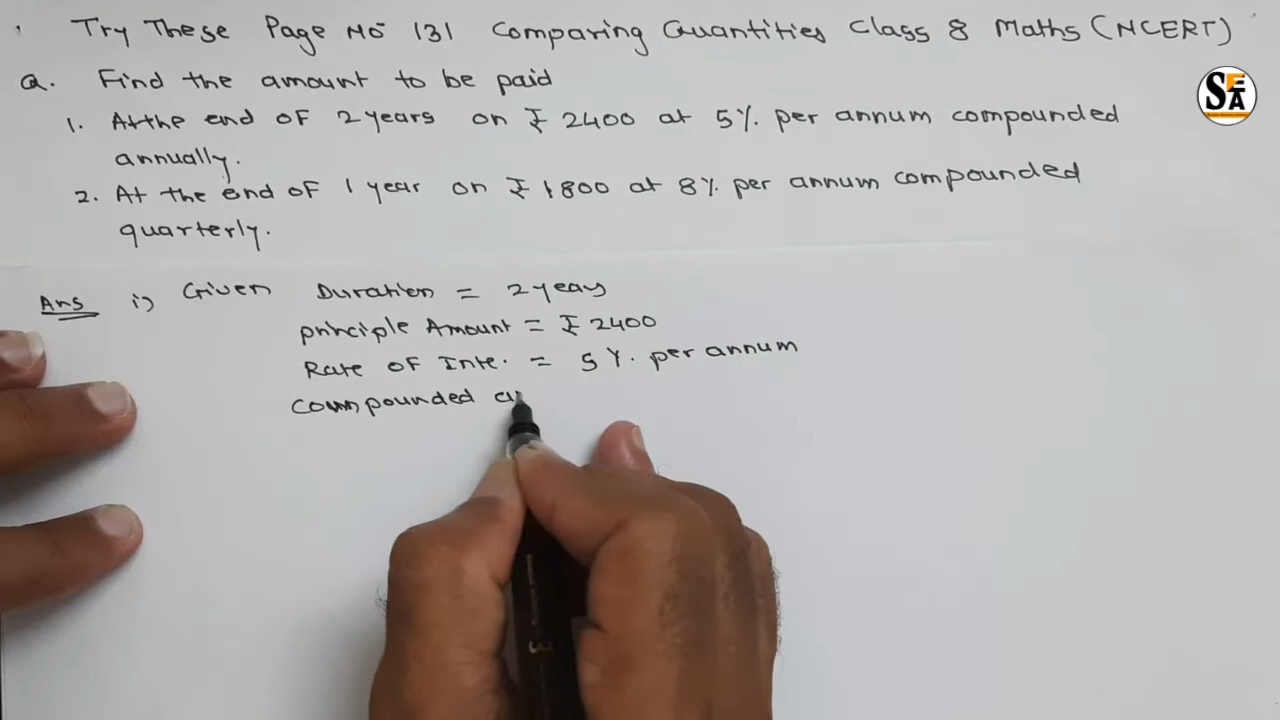 Try These Page No 131 Comparing Quantities Class 8 Maths (NCERT)
Q. Find the amount to be paid
1. At the end of 2 years on ₹ 2400 at 5% per annum compounded
annually.
2. At the end of 1 year on ₹ 1800 at 8% per annum compounded
quarterly.
Ans i) Given Duration = 2 years
principle Amount = ₹ 2400
Rate of Inte. = 5 %. per annum
compounded
SFA